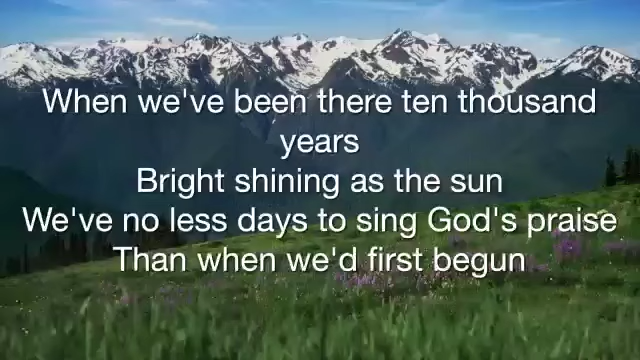 When we've been there ten thousand
years
Bright shining as the sun
We've no less days to sing God's praise
Than when we'd first begun